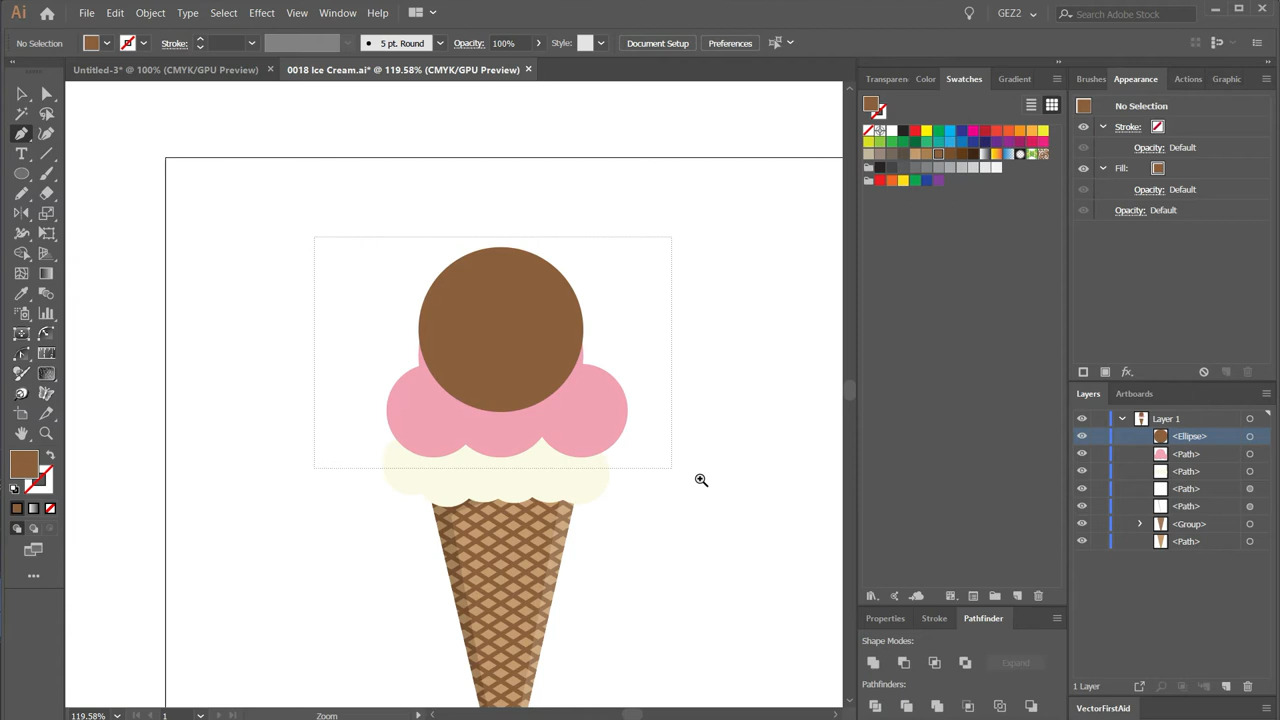 Ai File Edit Object Type Select Effect View Window Help GEZ2 Search Adobe Stock
No Selection Stroke: 5 pt. Round Opacity: 100% Style: Document Setup Preferences
Untitled-3* @ 100% (CMYK/GPU Preview) × 0018 Ice Cream.ai* @ 119.58% (CMYK/GPU Preview) ×
Transparen Color Swatches Gradient Brushes Appearance Actions Graphic
No Selection
Stroke:
Opacity: Default
Fill:
Opacity: Default
Opacity: Default
fx
Layers Artboards
Layer 1
<Ellipse>
<Path>
<Path>
<Path>
<Path>
<Group>
<Path>
Properties Stroke Pathfinder
Shape Modes:
Expand
Pathfinders:
1 Layer
VectorFirstAid
119.58% 1 Zoom